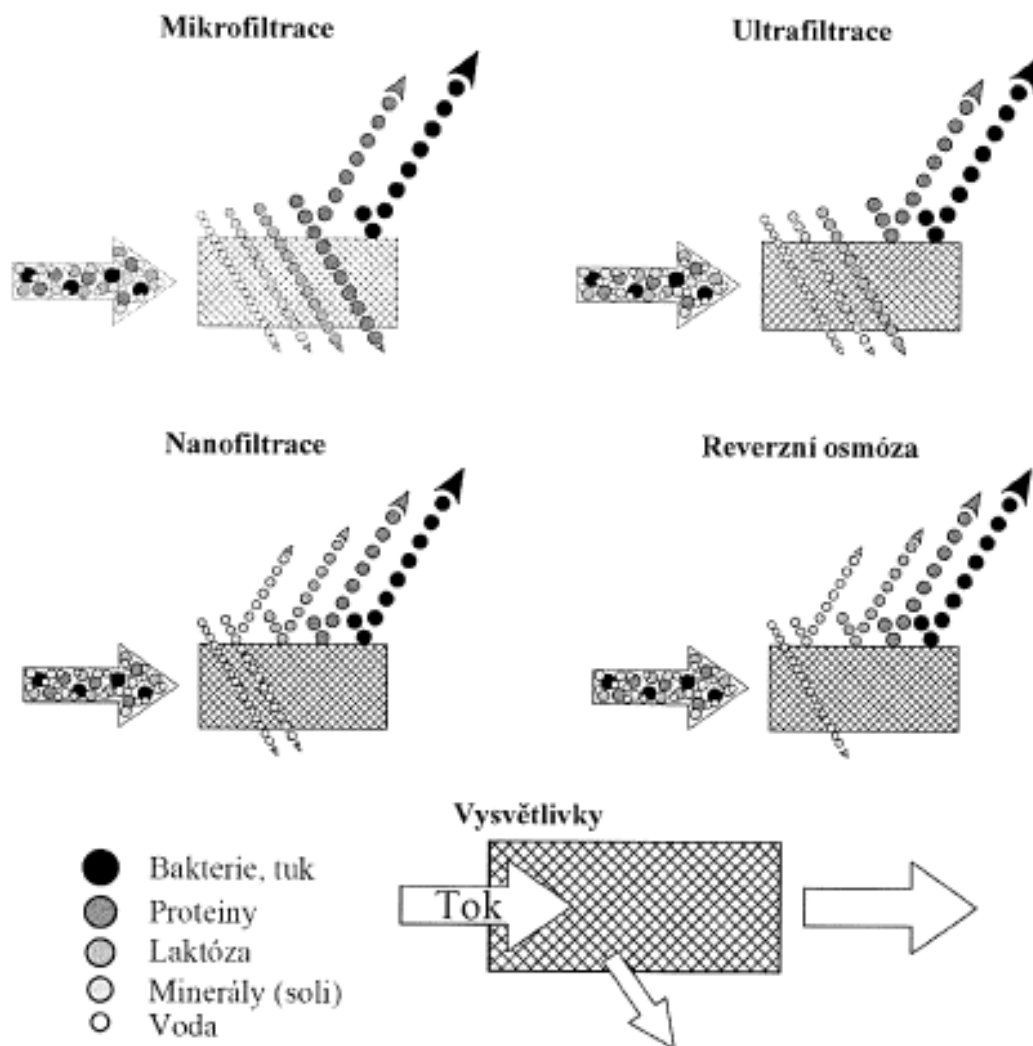 Mikrofiltrace
Ultrafiltrace
Nanofiltrace
Reverzní osmóza
Vysvětlivky
Bakterie, tuk
Proteiny
Laktóza
Minerály (soli)
Voda
Tok